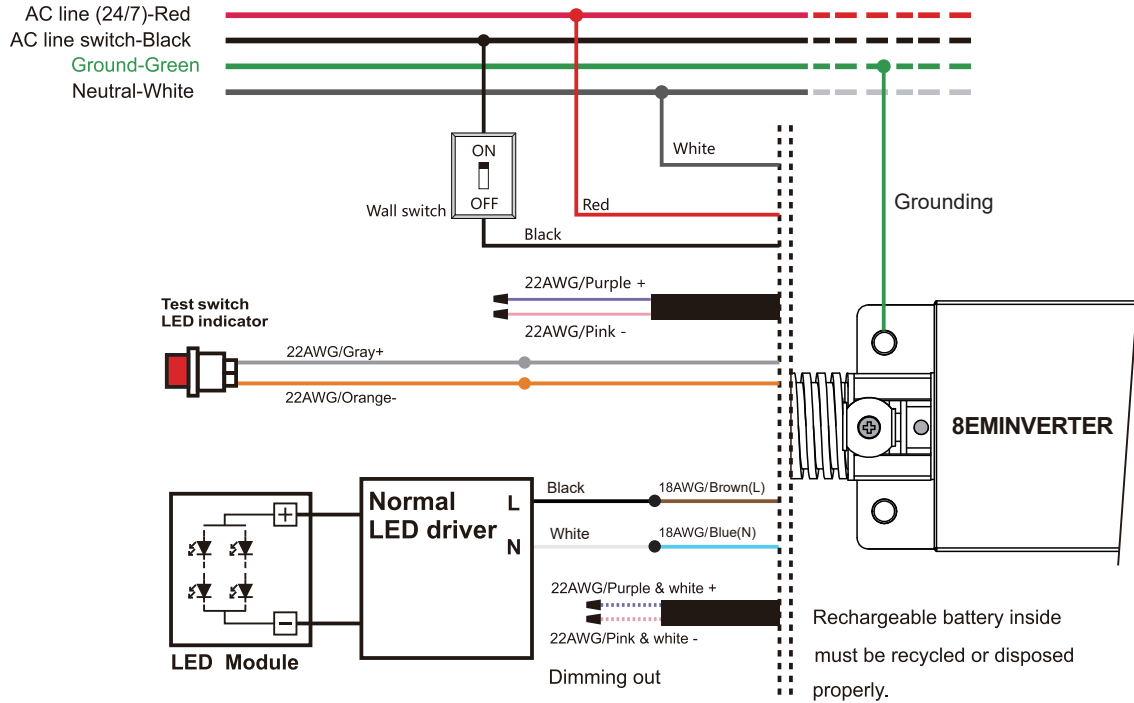 AC line (24/7)-Red
AC line switch-Black
Ground-Green
Neutral-White
ON
OFF
Wall switch
White
Red
Black
Grounding
22AWG/Purple +
22AWG/Pink -
Test switch
LED indicator
22AWG/Gray+
22AWG/Orange-
8EMINVERTER
Normal
LED driver
L
N
Black
18AWG/Brown(L)
White
18AWG/Blue(N)
+
−
LED Module
22AWG/Purple & white +
22AWG/Pink & white -
Dimming out
Rechargeable battery inside
must be recycled or disposed
properly.